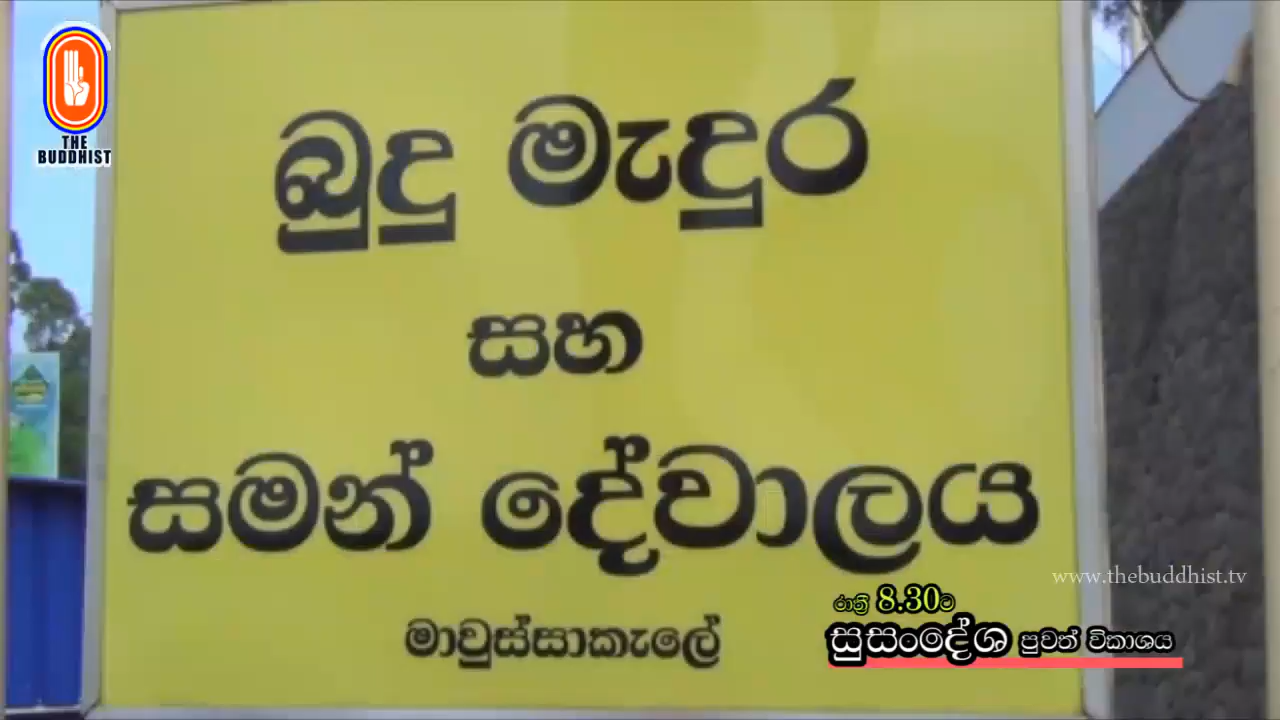 THE
BUDDHIST
බුදු මැදුර
සහ
සමන් දේවාලය
මාවුස්සාකැලේ
www.thebuddhist.tv
රාත්‍රී 8.30ට
සුසංදේශ පුවත් විකාශය